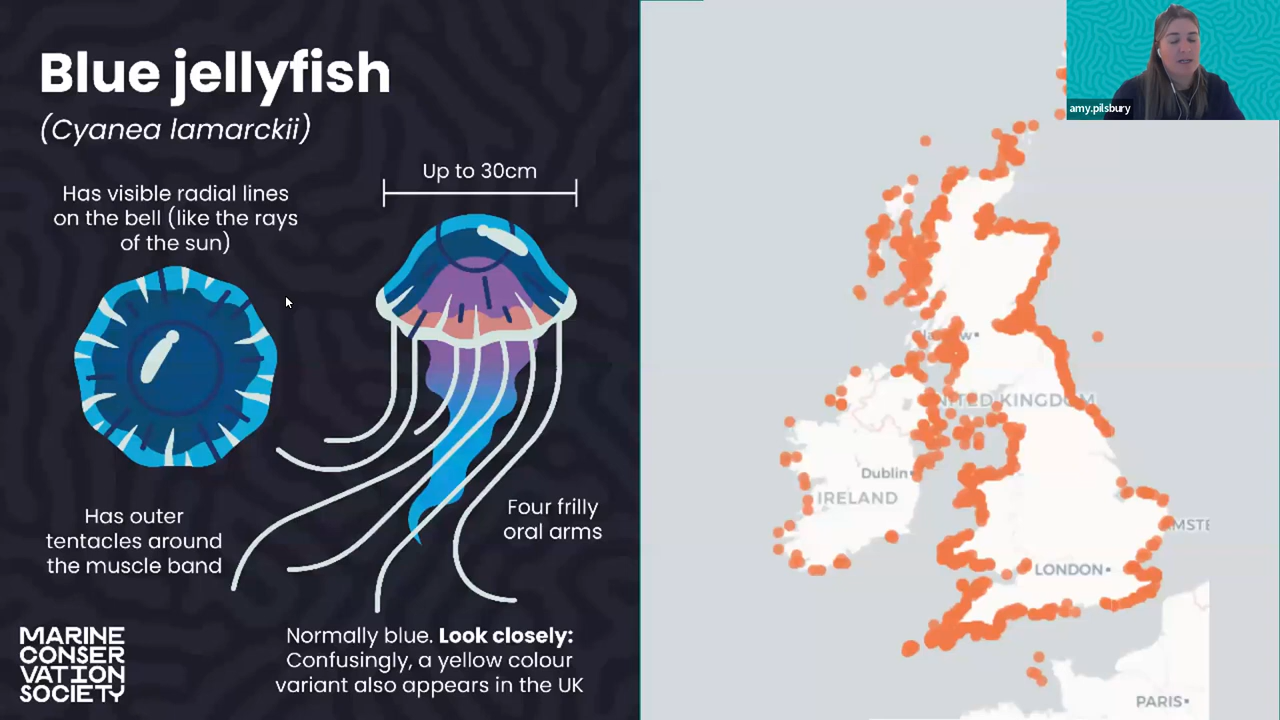 Blue jellyfish
(Cyanea lamarckii)
Up to 30cm
Has visible radial lines
on the bell (like the rays
of the sun)
Has outer
tentacles around
the muscle band
Four frilly
oral arms
Normally blue. Look closely:
Confusingly, a yellow colour
variant also appears in the UK
MARINE
CONSER
VATION
SOCIETY
amy.pilsbury
UNITED KINGDOM
Dublin
IRELAND
LONDON
PARIS